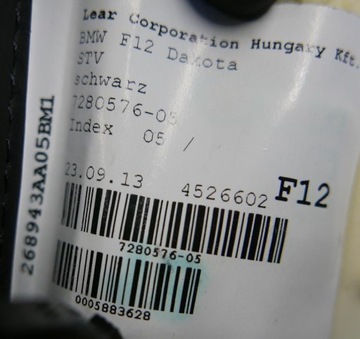 Lear Corporation Hungary Kft.
BMW F12 Dakota
STV
schwarz
7280576-05
Index 05 /
23.09.13 4526602 F12
7280576-05
0005883628
268943AA05BM1